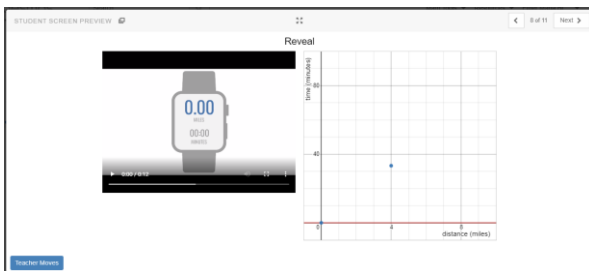 STUDENT SCREEN PREVIEW
8 of 11
Next
Reveal
0.00
MILES
00:00
MINUTES
0:00 / 0:12
time (minutes)
80
40
0
4
8
distance (miles)
Teacher Moves